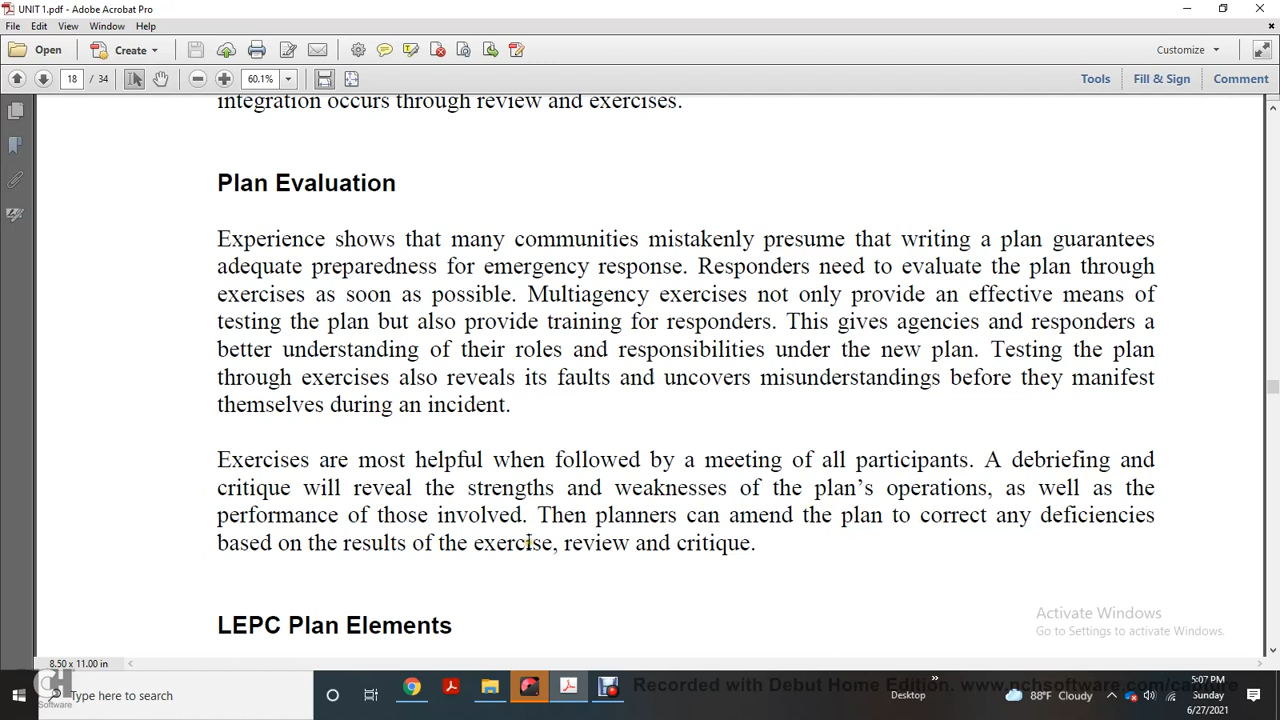 UNIT 1.pdf - Adobe Acrobat Pro
File Edit View Window Help
Open Create Customize
18 / 34 60.1% Tools Fill & Sign Comment
integration occurs through review and exercises.
Plan Evaluation
Experience shows that many communities mistakenly presume that writing a plan guarantees
adequate preparedness for emergency response. Responders need to evaluate the plan through
exercises as soon as possible. Multiagency exercises not only provide an effective means of
testing the plan but also provide training for responders. This gives agencies and responders a
better understanding of their roles and responsibilities under the new plan. Testing the plan
through exercises also reveals its faults and uncovers misunderstandings before they manifest
themselves during an incident.
Exercises are most helpful when followed by a meeting of all participants. A debriefing and
critique will reveal the strengths and weaknesses of the plan’s operations, as well as the
performance of those involved. Then planners can amend the plan to correct any deficiencies
based on the results of the exercise, review and critique.
Activate Windows
Go to Settings to activate Windows.
LEPC Plan Elements
8.50 x 11.00 in
Type here to search
Software
Recorded with Debut Home Edition. www.nchsoftware.com/capture
Desktop
88°F Cloudy
5:07 PM
Sunday
6/27/2021